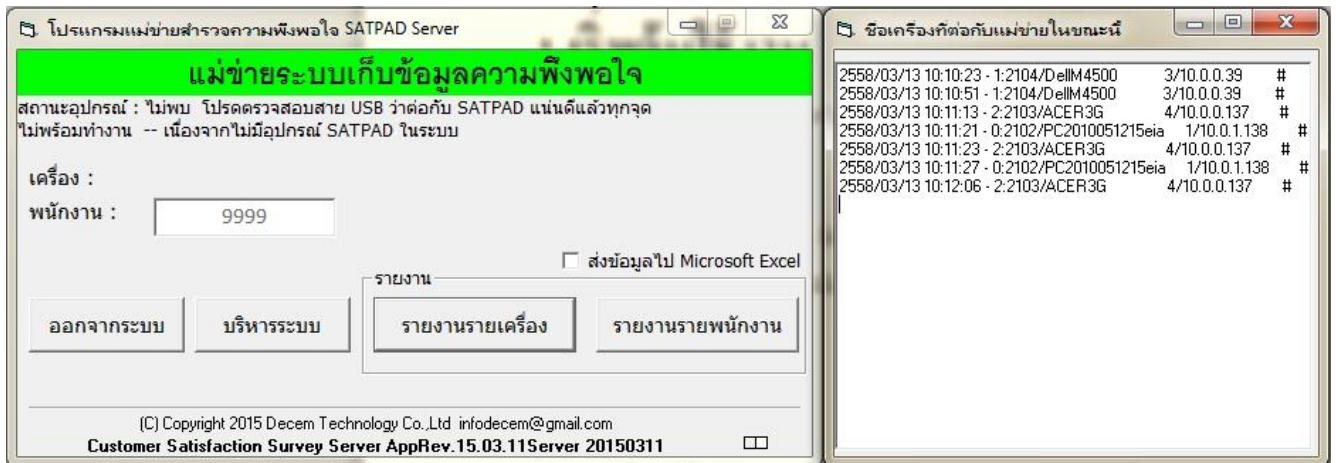 โปรแกรมแม่ข่ายสำรวจความพึงพอใจ SATPAD Server
แม่ข่ายระบบเก็บข้อมูลความพึงพอใจ
สถานะอุปกรณ์ : ไม่พบ โปรดตรวจสอบสาย USB ว่าต่อกับ SATPAD แน่นดีแล้วทุกจุด
ไม่พร้อมทำงาน -- เนื่องจากไม่มีอุปกรณ์ SATPAD ในระบบ
เครื่อง :
พนักงาน : 9999
ส่งข้อมูลไป Microsoft Excel
รายงาน
ออกจากระบบ บริหารระบบ รายงานรายเครื่อง รายงานรายพนักงาน
(C) Copyright 2015 Decem Technology Co.,Ltd infodecem@gmail.com
Customer Satisfaction Survey Server AppRev.15.03.11Server 20150311
ชื่อเครื่องที่ต่อกับแม่ข่ายในขณะนี้
2558/03/13 10:10:23 - 1:2104/DellM4500 3/10.0.0.39 #
2558/03/13 10:10:51 - 1:2104/DellM4500 3/10.0.0.39 #
2558/03/13 10:11:13 - 2:2103/ACER3G 4/10.0.0.137 #
2558/03/13 10:11:21 - 0:2102/PC2010051215eia 1/10.0.1.138 #
2558/03/13 10:11:23 - 2:2103/ACER3G 4/10.0.0.137 #
2558/03/13 10:11:27 - 0:2102/PC2010051215eia 1/10.0.1.138 #
2558/03/13 10:12:06 - 2:2103/ACER3G 4/10.0.0.137 #